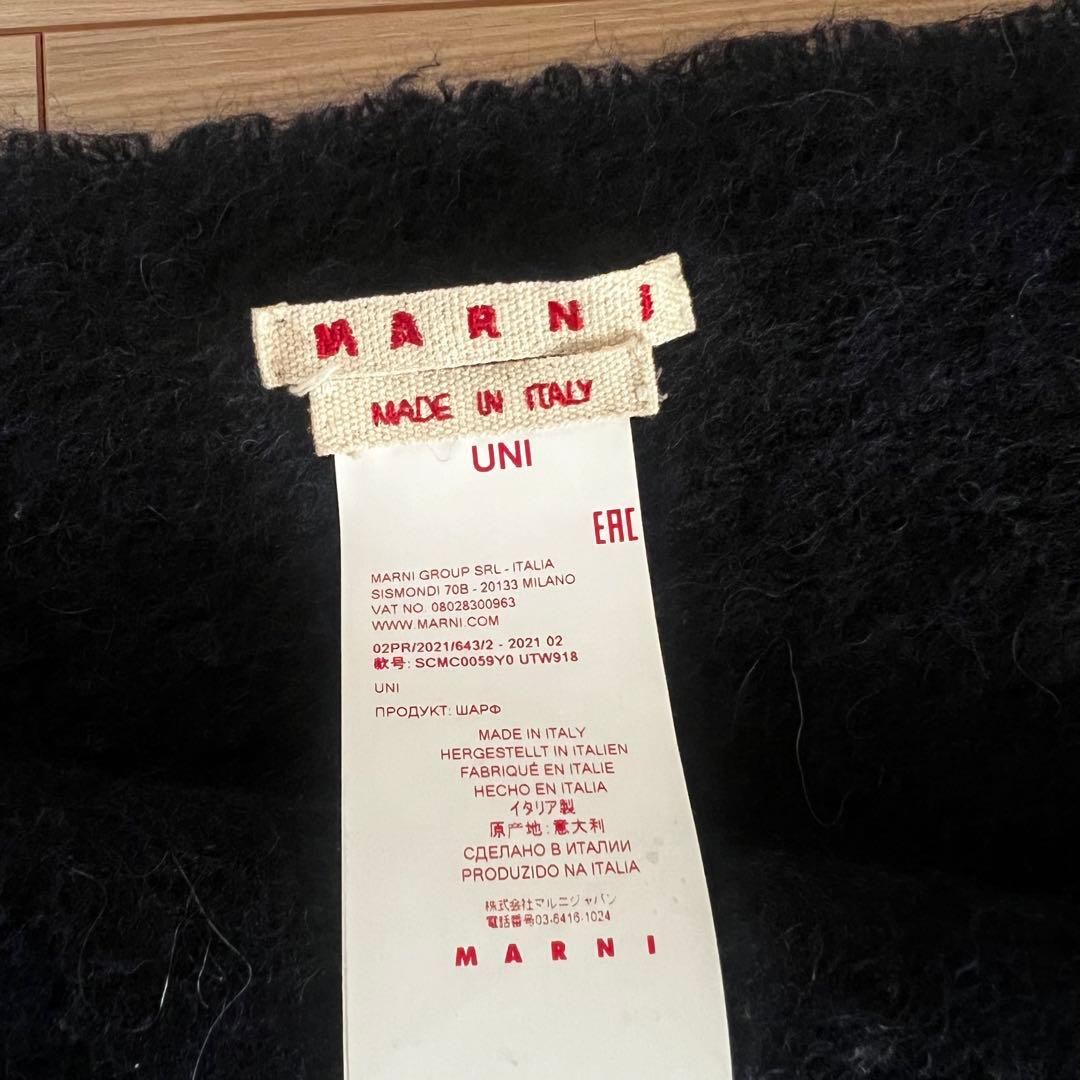 MARNI
MADE IN ITALY
UNI
EAC
MARNI GROUP SRL - ITALIA
SISMONDI 70B - 20133 MILANO
VAT NO. 08028300963
WWW.MARNI.COM
02PR/2021/643/2 - 2021 02
款号: SCMC0059Y0 UTW918
UNI
ПРОДУКТ: ШАРФ
MADE IN ITALY
HERGESTELLT IN ITALIEN
FABRIQUÉ EN ITALIE
HECHO EN ITALIA
イタリア製
原产地: 意大利
СДЕЛАНО В ИТАЛИИ
PRODUZIDO NA ITALIA
株式会社マルニジャパン
電話番号03-6416-1024
MARNI